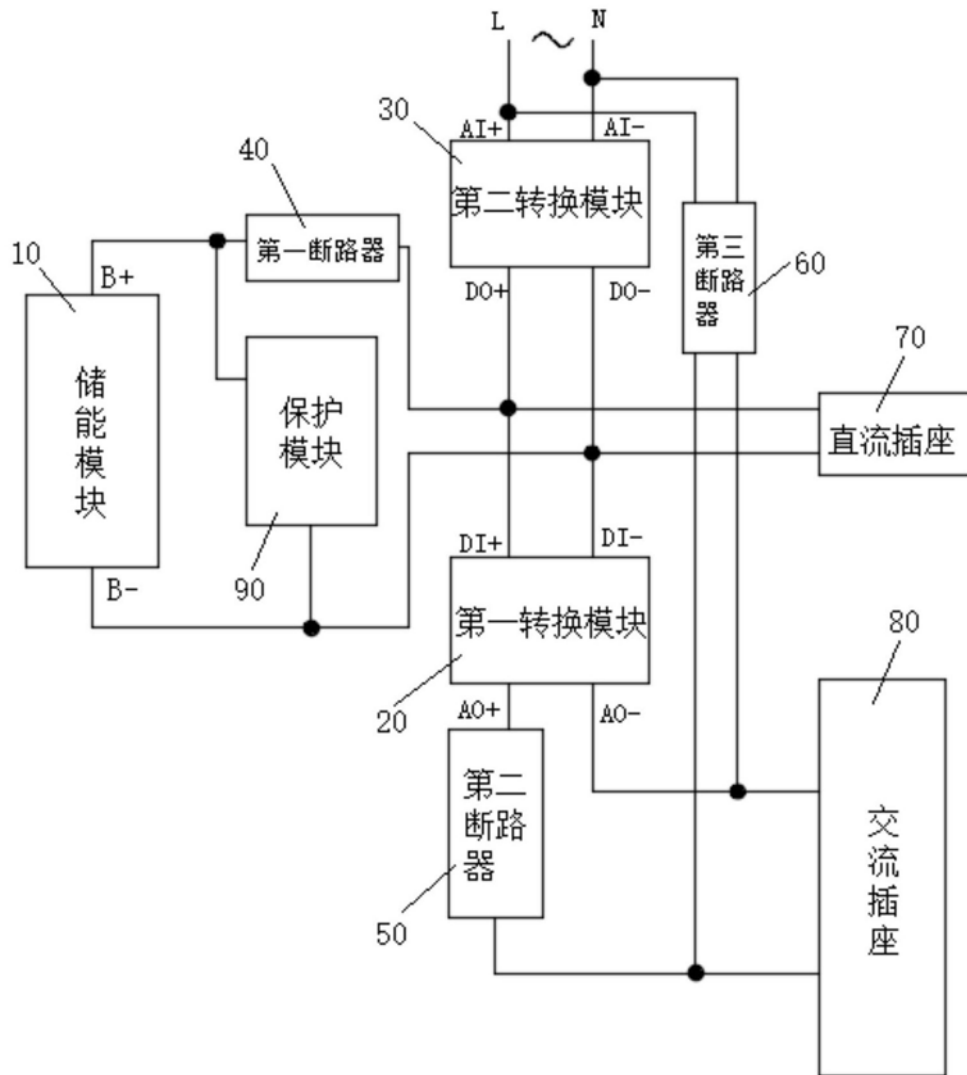 L N
30
AI+ AI-
40
第二转换模块
10
第一断路器
第三
断路
器
60
B+
DO+ DO-
70
储
能
模
块
保护
模块
直流插座
DI+ DI-
90
B-
第一转换模块
80
20
AO+ AO-
第二
断路
器
交
流
插
座
50